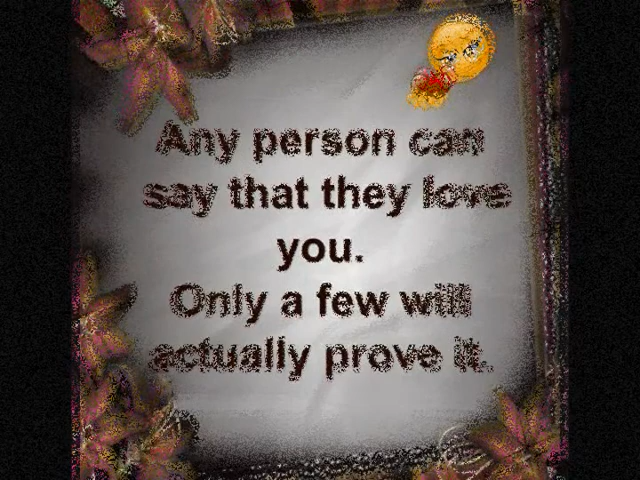 Any person can
say that they love
you.
Only a few will
actually prove it.